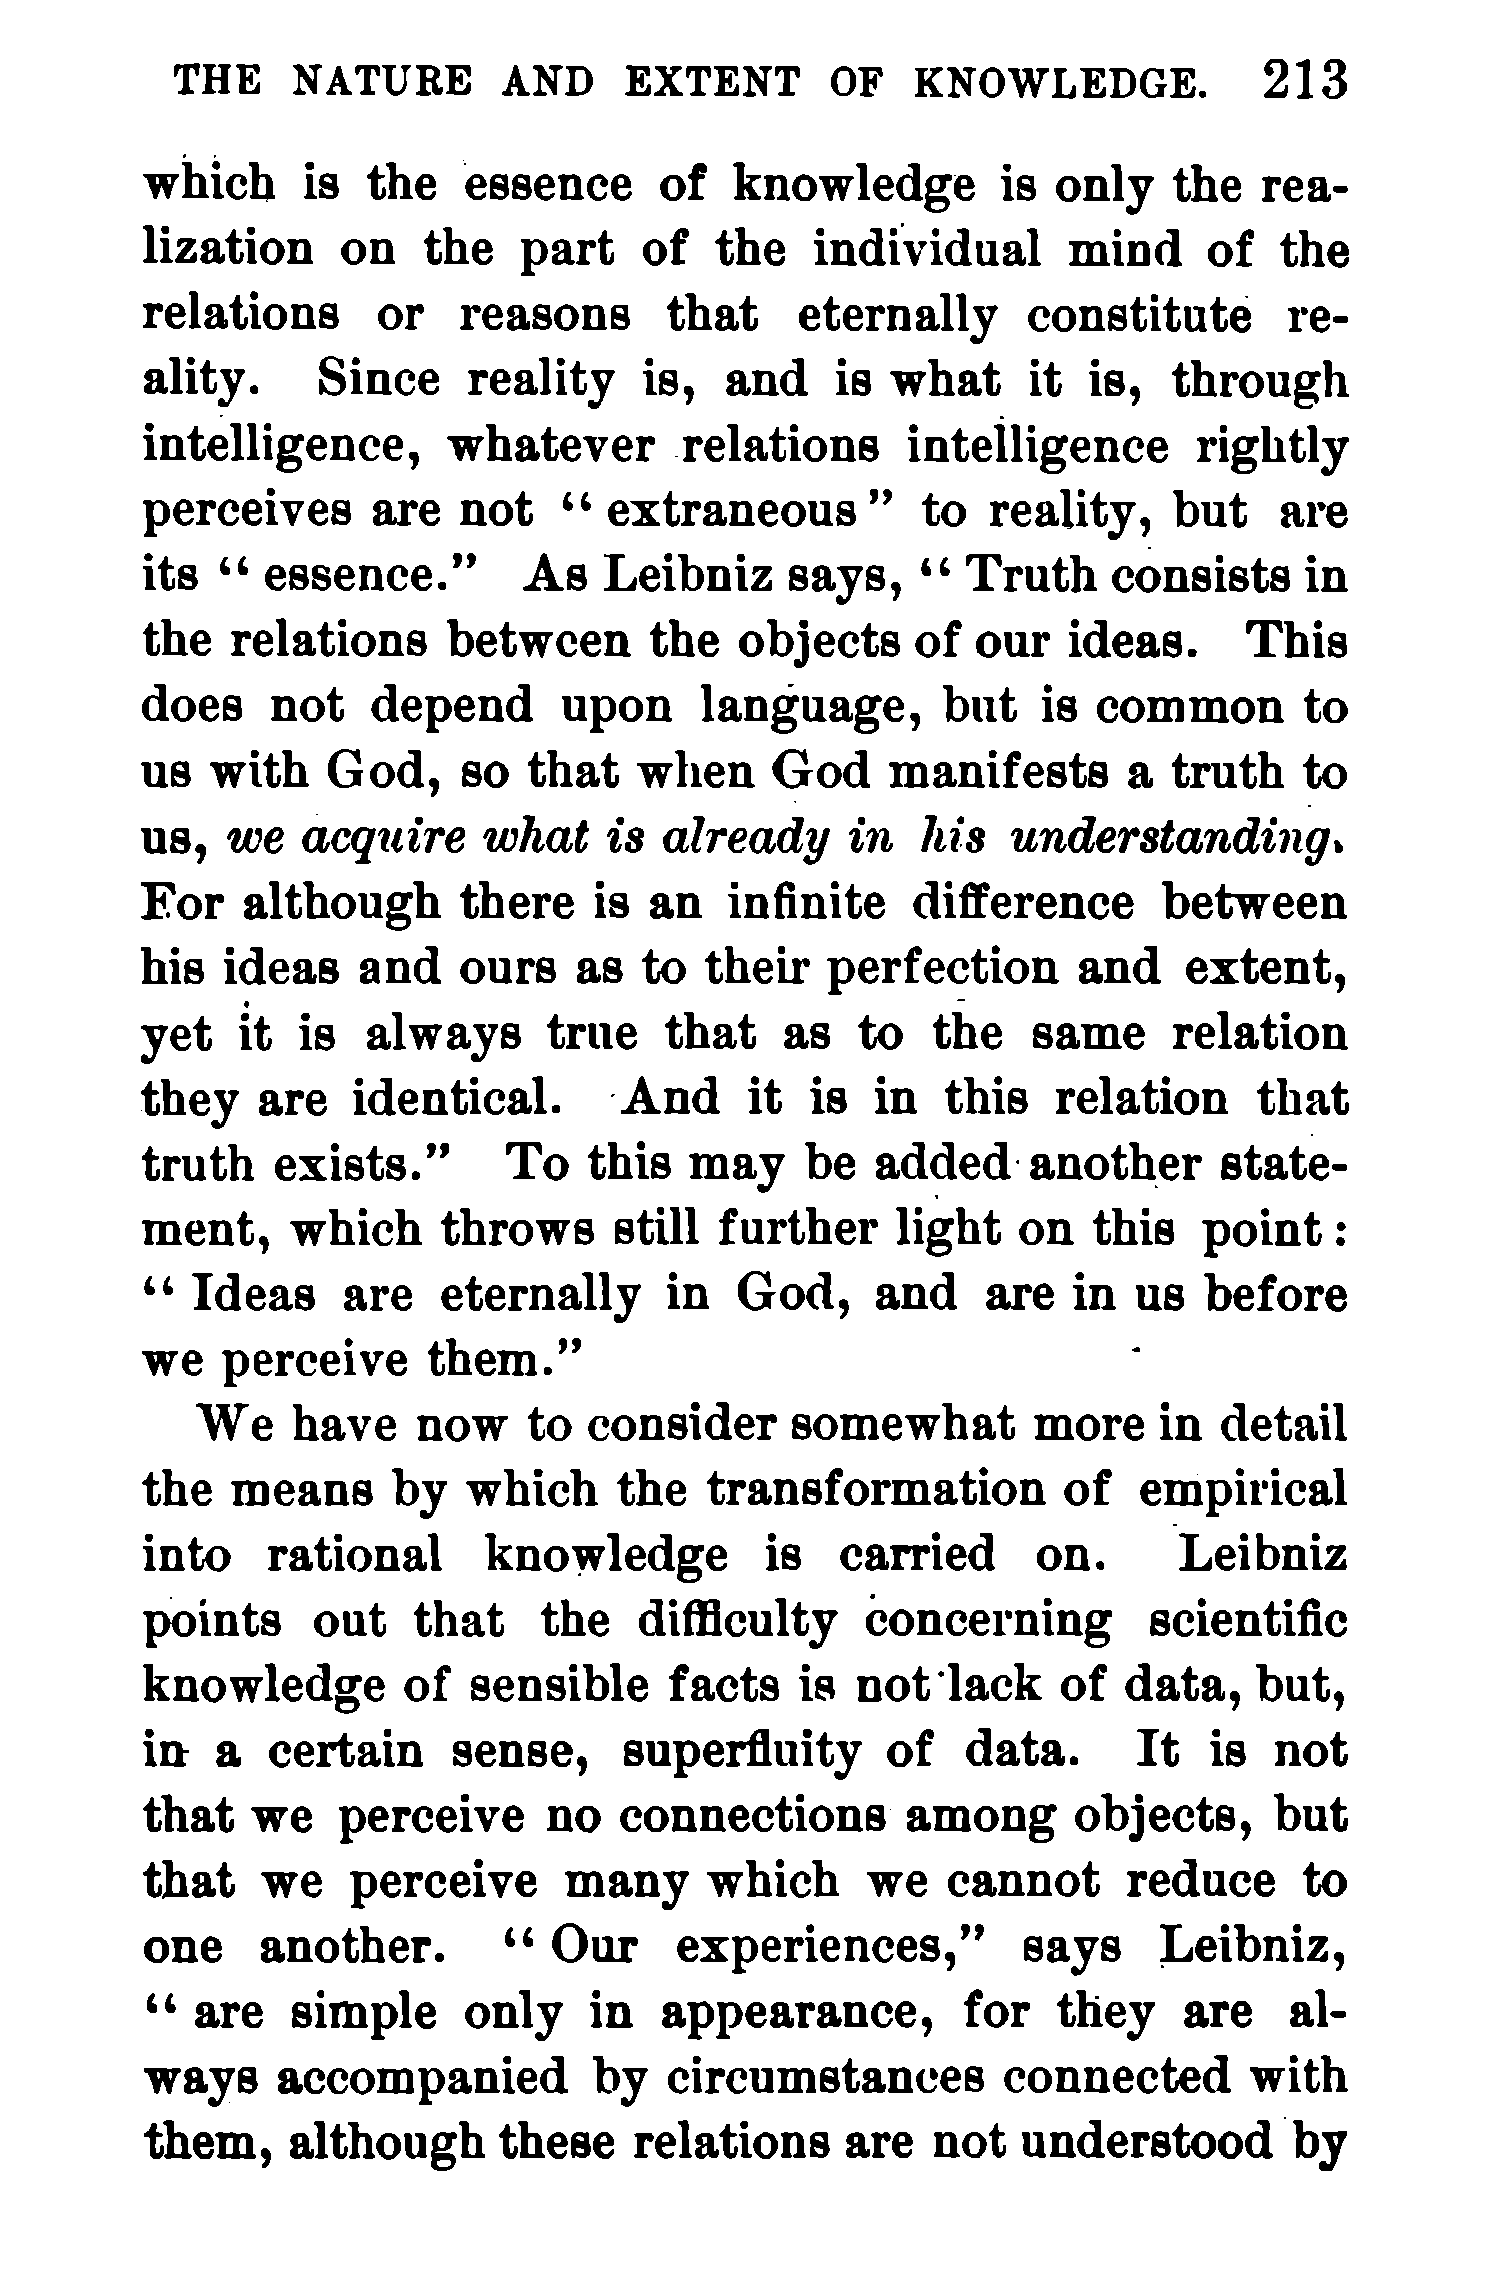 THE NATURE AND EXTENT OF KNOWLEDGE. 213
which is the essence of knowledge is only the rea-
lization on the part of the individual mind of the
relations or reasons that eternally constitute re-
ality. Since reality is, and is what it is, through
intelligence, whatever relations intelligence rightly
perceives are not “ extraneous ” to reality, but are
its “ essence.” As Leibniz says, “ Truth consists in
the relations between the objects of our ideas. This
does not depend upon language, but is common to
us with God, so that when God manifests a truth to
us, we acquire what is already in his understanding.
For although there is an infinite difference between
his ideas and ours as to their perfection and extent,
yet it is always true that as to the same relation
they are identical. And it is in this relation that
truth exists.” To this may be added another state-
ment, which throws still further light on this point :
“ Ideas are eternally in God, and are in us before
we perceive them.”
We have now to consider somewhat more in detail
the means by which the transformation of empirical
into rational knowledge is carried on. Leibniz
points out that the difficulty concerning scientific
knowledge of sensible facts is not lack of data, but,
in a certain sense, superfluity of data. It is not
that we perceive no connections among objects, but
that we perceive many which we cannot reduce to
one another. “ Our experiences,” says Leibniz,
“ are simple only in appearance, for they are al-
ways accompanied by circumstances connected with
them, although these relations are not understood by